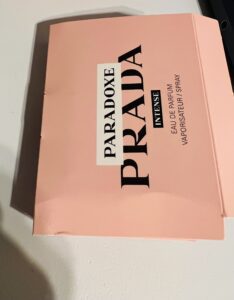 PARADOXE
PRADA
INTENSE
EAU DE PARFUM
VAPORISATEUR / SPRAY